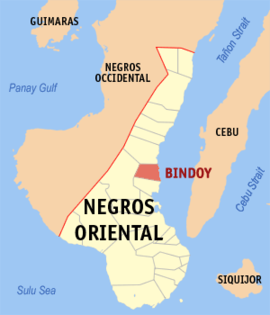 GUIMARAS
Tañon Strait
NEGROS
OCCIDENTAL
Panay Gulf
CEBU
BINDOY
Cebu Strait
NEGROS
ORIENTAL
SIQUIJOR
Sulu Sea